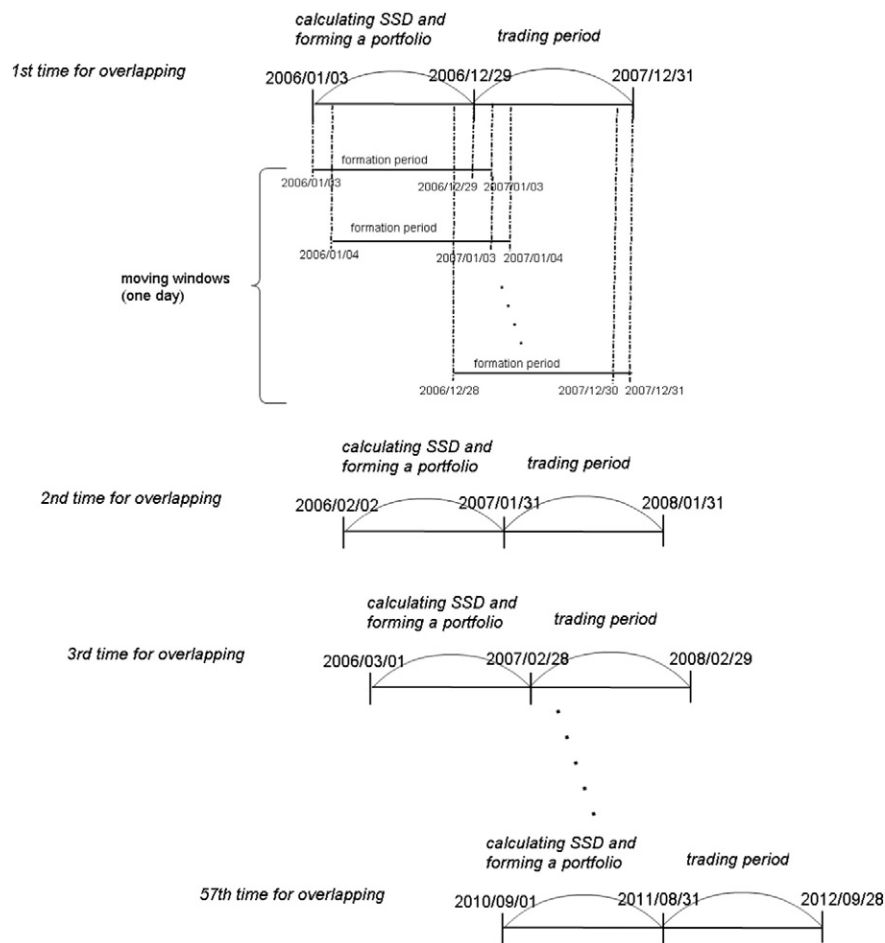 calculating SSD and
forming a portfolio
trading period
1st time for overlapping
2006/01/03
2006/12/29
2007/12/31
formation period
2006/01/03
2006/12/29
2007/01/03
formation period
2006/01/04
2007/01/03
2007/01/04
moving windows
(one day)
formation period
2006/12/28
2007/12/30
2007/12/31
calculating SSD and
forming a portfolio
trading period
2nd time for overlapping
2006/02/02
2007/01/31
2008/01/31
calculating SSD and
forming a portfolio
trading period
3rd time for overlapping
2006/03/01
2007/02/28
2008/02/29
calculating SSD and
forming a portfolio
trading period
57th time for overlapping
2010/09/01
2011/08/31
2012/09/28